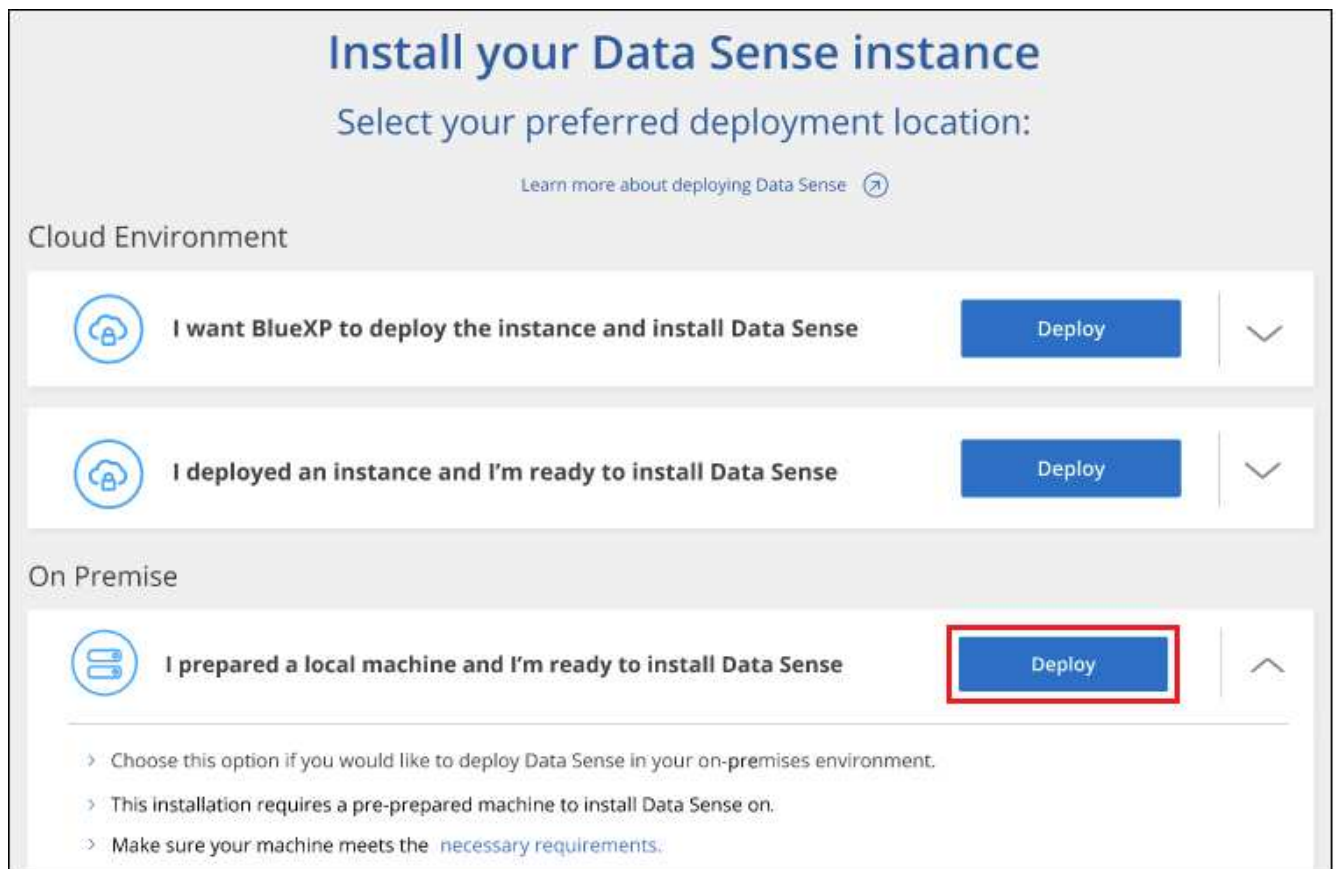 Install your Data Sense instance
Select your preferred deployment location:
Learn more about deploying Data Sense
Cloud Environment
I want BlueXP to deploy the instance and install Data Sense
Deploy
I deployed an instance and I'm ready to install Data Sense
Deploy
On Premise
I prepared a local machine and I'm ready to install Data Sense
Deploy
Choose this option if you would like to deploy Data Sense in your on-premises environment.
This installation requires a pre-prepared machine to install Data Sense on.
Make sure your machine meets the necessary requirements.